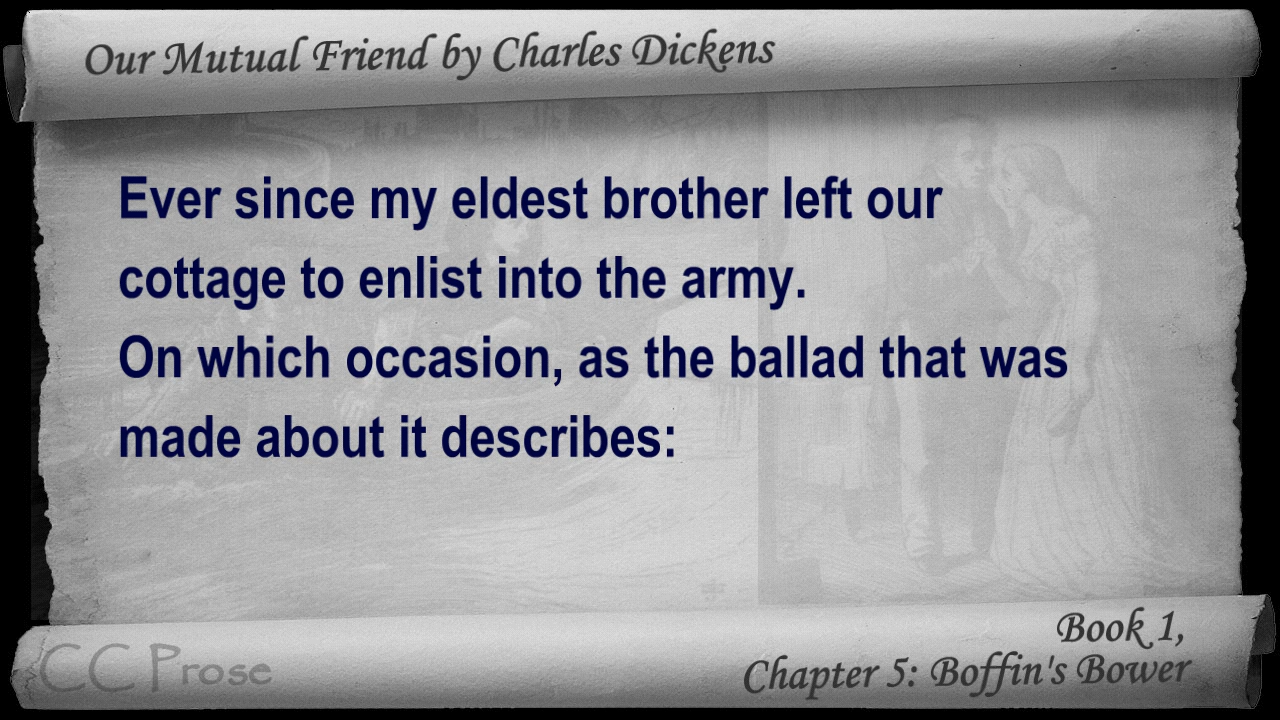 Our Mutual Friend by Charles Dickens
Ever since my eldest brother left our
cottage to enlist into the army.
On which occasion, as the ballad that was
made about it describes:
CC Prose
Book 1,
Chapter 5: Boffin's Bower